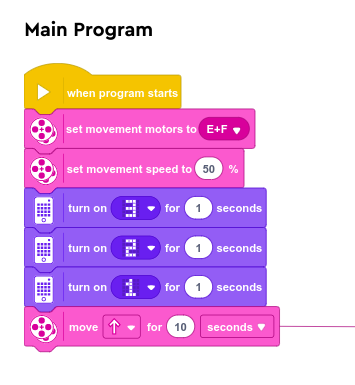 Main Program
when program starts
set movement motors to E+F
set movement speed to 50 %
turn on 3 for 1 seconds
turn on 2 for 1 seconds
turn on 1 for 1 seconds
move ↑ for 10 seconds